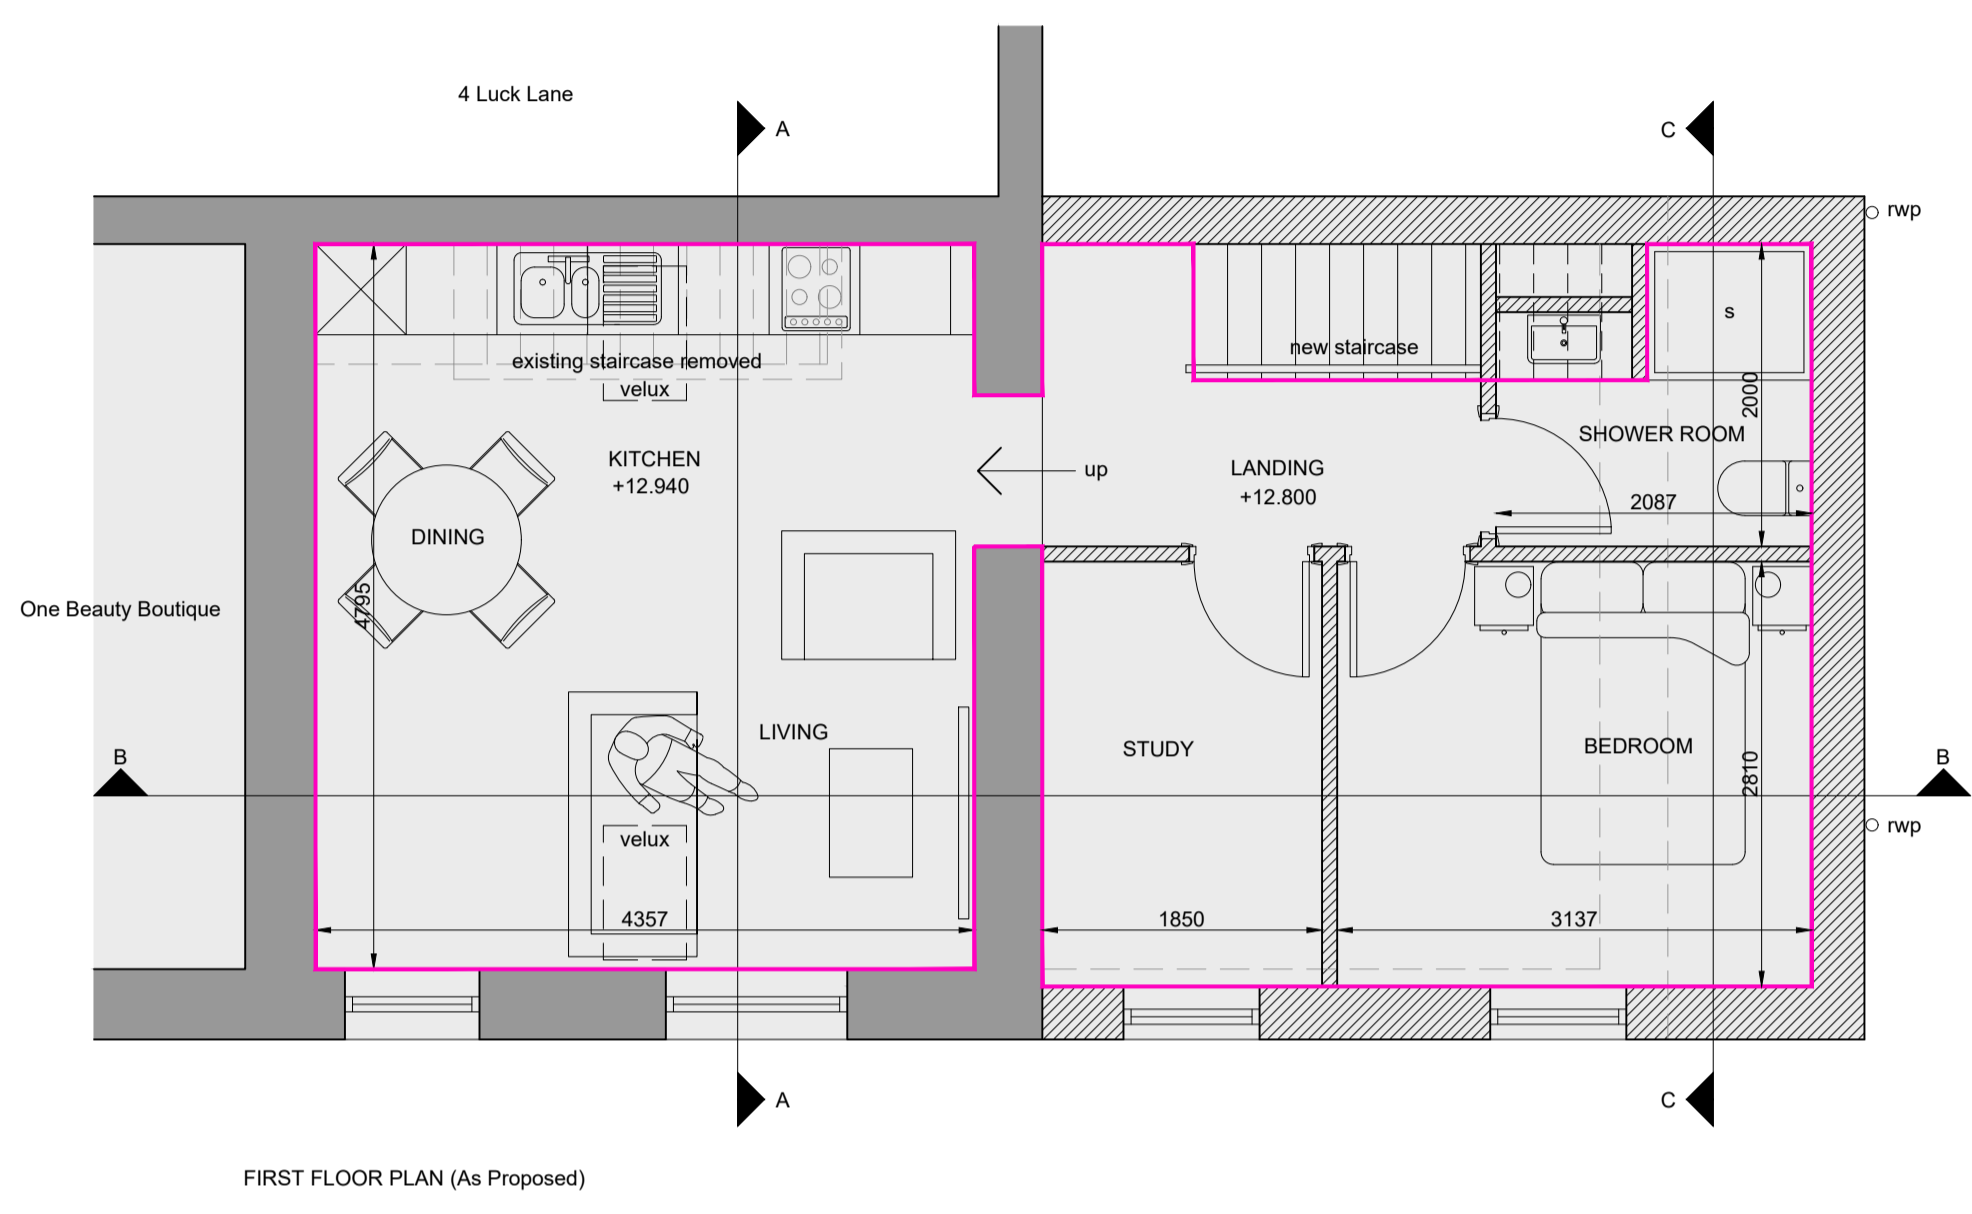 4 Luck Lane
A
C
rwp
s
existing staircase removed
velux
new staircase
2000
SHOWER ROOM
KITCHEN
+12.940
up
LANDING
+12.800
2087
DINING
4795
One Beauty Boutique
LIVING
STUDY
BEDROOM
B
B
2810
rwp
velux
4357
1850
3137
A
C
FIRST FLOOR PLAN (As Proposed)